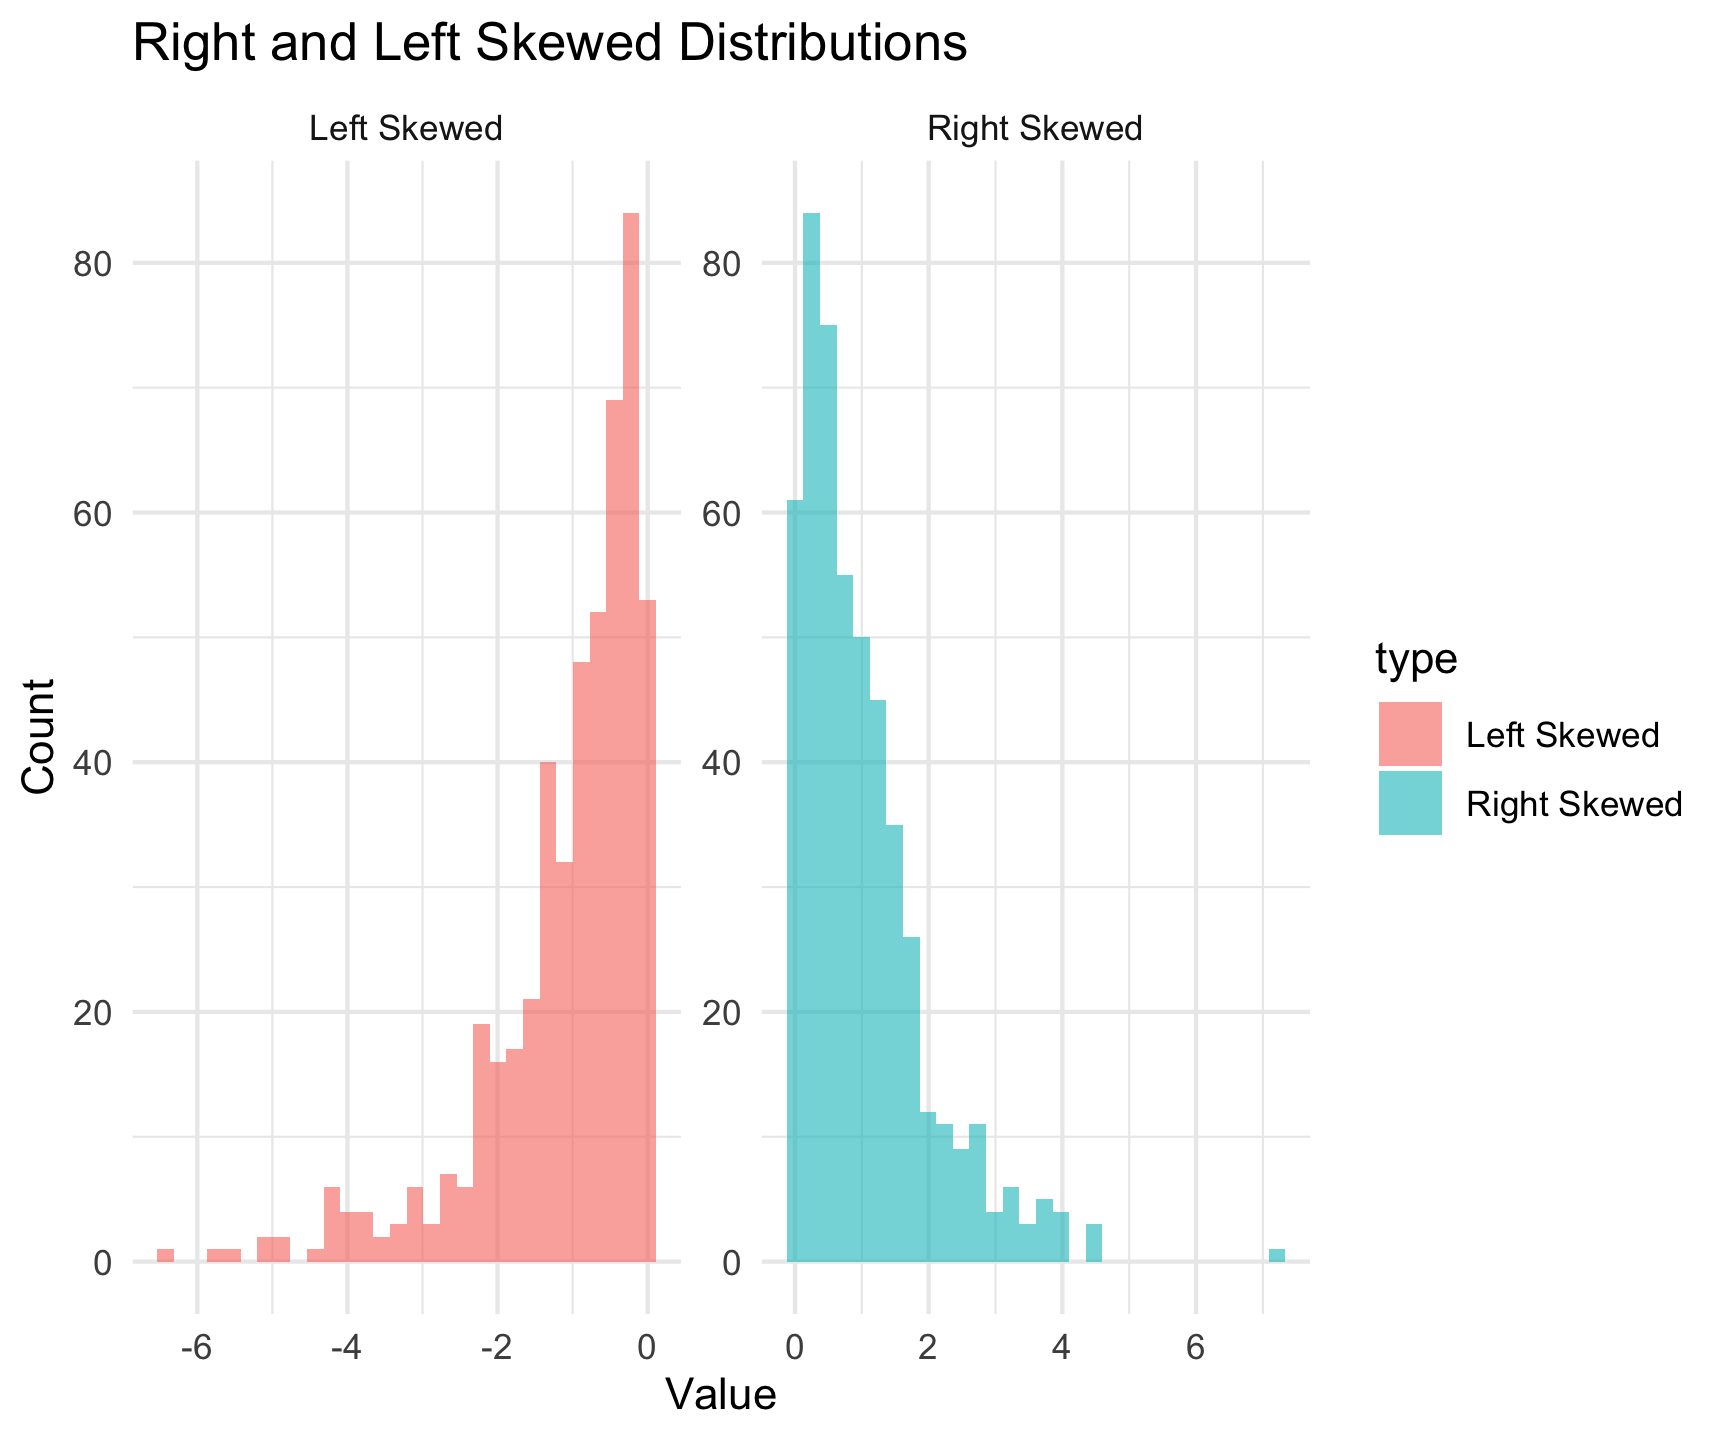 Right and Left Skewed Distributions
Left Skewed
Right Skewed
80
60
40
20
0
80
60
40
20
0
Count
-6 -4 -2 0
0 2 4 6
Value
type
Left Skewed
Right Skewed